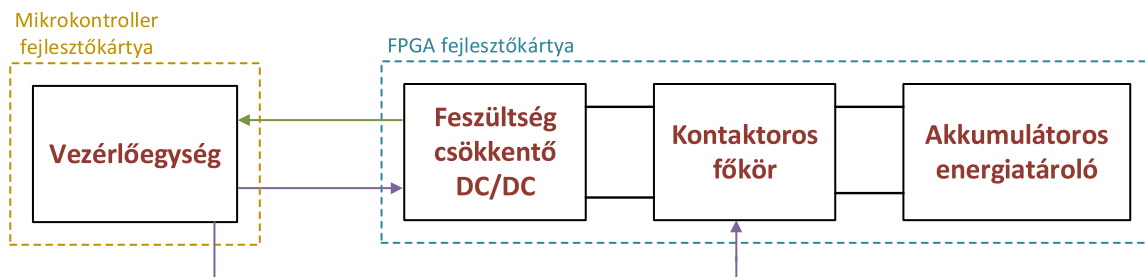 Mikrokontroller
fejlesztőkártya
FPGA fejlesztőkártya
Vezérlőegység
Feszültség
csökkentő
DC/DC
Kontaktoros
főkör
Akkumulátoros
energiatároló